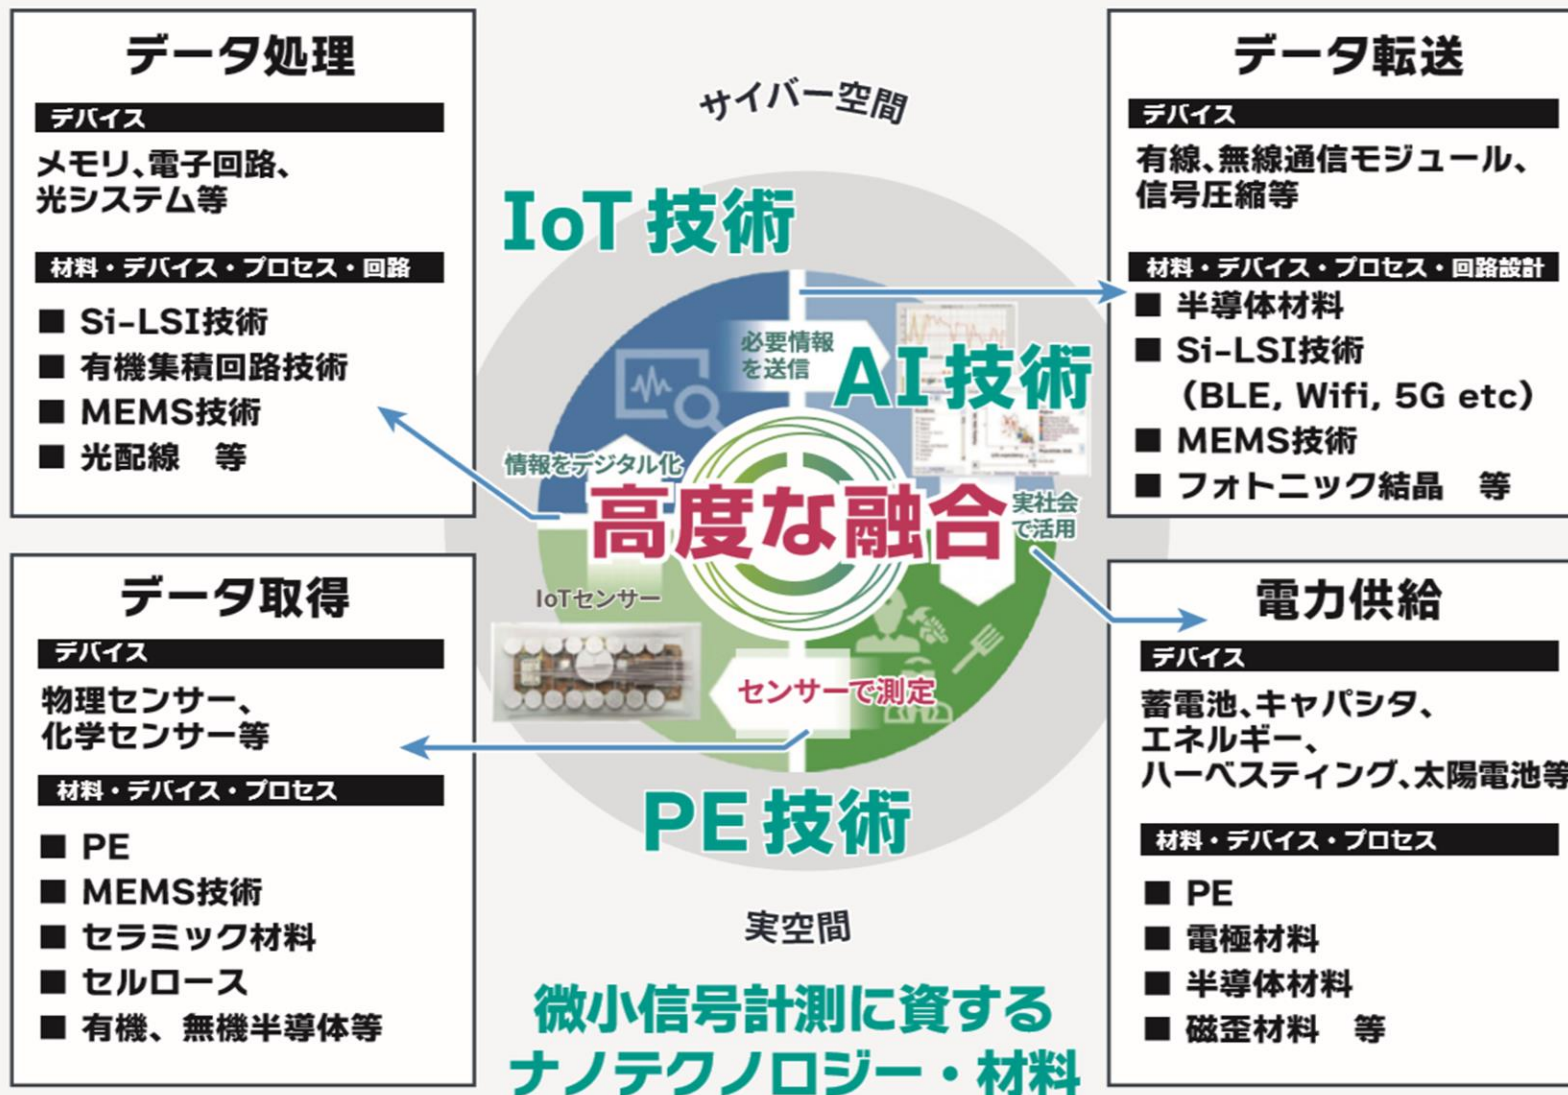 データ処理
デバイス
メモリ、電子回路、
光システム等
材料・デバイス・プロセス・回路
■ Si-LSI技術
■ 有機集積回路技術
■ MEMS技術
■ 光配線　等
サイバー空間
IoT技術
必要情報
を送信
AI技術
情報をデジタル化
高度な融合
実社会
で活用
IoTセンサー
センサーで測定
PE技術
実空間
微小信号計測に資する
ナノテクノロジー・材料
データ転送
デバイス
有線、無線通信モジュール、
信号圧縮等
材料・デバイス・プロセス・回路設計
■ 半導体材料
■ Si-LSI技術
（BLE, Wifi, 5G etc）
■ MEMS技術
■ フォトニック結晶　等
データ取得
デバイス
物理センサー、
化学センサー等
材料・デバイス・プロセス
■ PE
■ MEMS技術
■ セラミック材料
■ セルロース
■ 有機、無機半導体等
電力供給
デバイス
蓄電池、キャパシタ、
エネルギー、
ハーベスティング、太陽電池等
材料・デバイス・プロセス
■ PE
■ 電極材料
■ 半導体材料
■ 磁歪材料　等